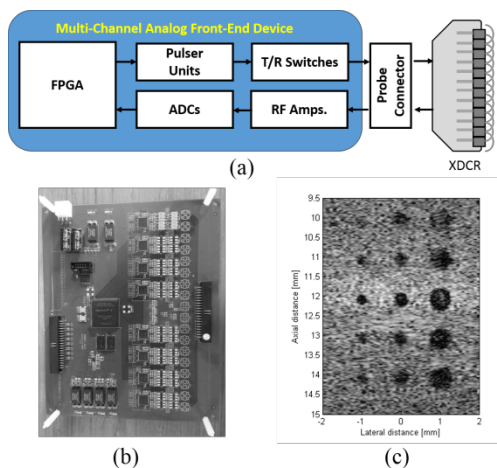 Multi-Channel Analog Front-End Device
FPGA
Pulser
Units
T/R Switches
ADCs
RF Amps.
Probe
Connector
XDCR
(a)
(b)
9.5
10
11
11.5
12
12.5
13
13.5
14
14.5
15
-2
-1
0
1
2
Axial distance [mm]
Lateral distance [mm]
(c)